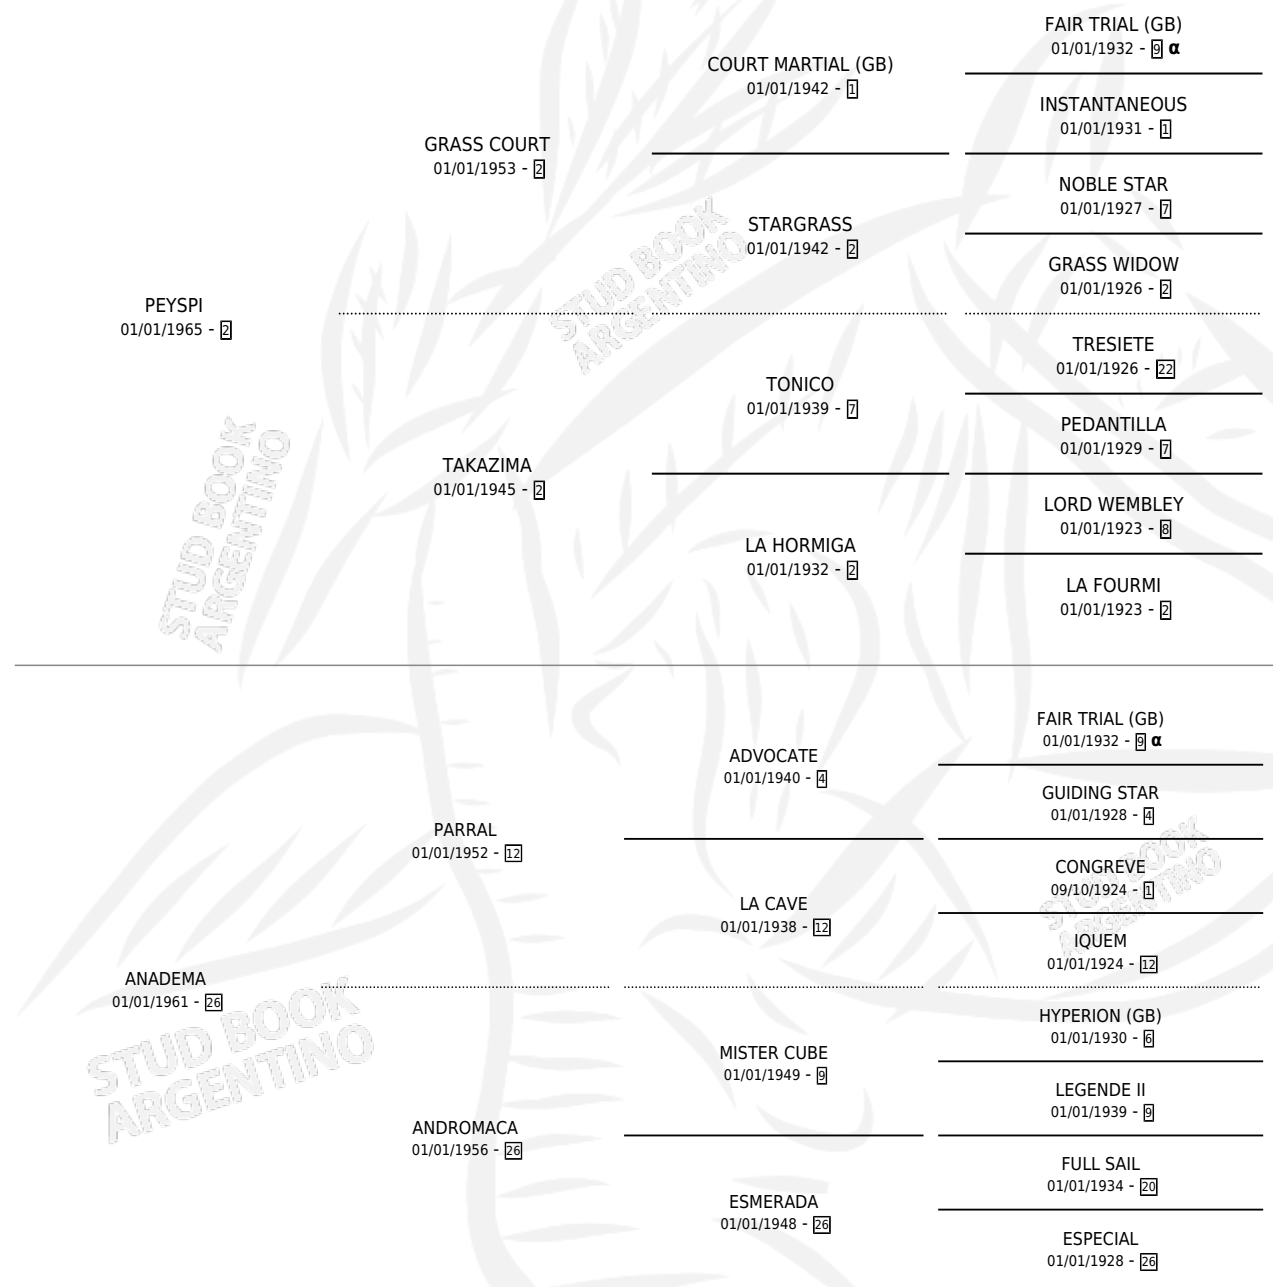 FAIR TRIAL (GB)
01/01/1932 - 9 α
COURT MARTIAL (GB)
01/01/1942 - 1
INSTANTANEOUS
01/01/1931 - 1
GRASS COURT
01/01/1953 - 2
NOBLE STAR
01/01/1927 - 7
STARGRASS
01/01/1942 - 2
GRASS WIDOW
01/01/1926 - 2
PEYSPI
01/01/1965 - 2
TRESIETE
01/01/1926 - 22
TONICO
01/01/1939 - 7
PEDANTILLA
01/01/1929 - 7
TAKAZIMA
01/01/1945 - 2
LORD WEMBLEY
01/01/1923 - 8
LA HORMIGA
01/01/1932 - 2
LA FOURMI
01/01/1923 - 2
FAIR TRIAL (GB)
01/01/1932 - 9 α
ADVOCATE
01/01/1940 - 4
GUIDING STAR
01/01/1928 - 4
PARRAL
01/01/1952 - 12
CONGREVE
09/10/1924 - 1
LA CAVE
01/01/1938 - 12
IQUEM
01/01/1924 - 12
ANADEMA
01/01/1961 - 26
HYPERION (GB)
01/01/1930 - 6
MISTER CUBE
01/01/1949 - 9
LEGENDE II
01/01/1939 - 9
ANDROMACA
01/01/1956 - 26
FULL SAIL
01/01/1934 - 20
ESMERADA
01/01/1948 - 26
ESPECIAL
01/01/1928 - 26
STUD BOOK
ARGENTINO
STUD BOOK
ARGENTINO
STUD BOOK
ARGENTINO
STUD BOOK
ARGENTINO